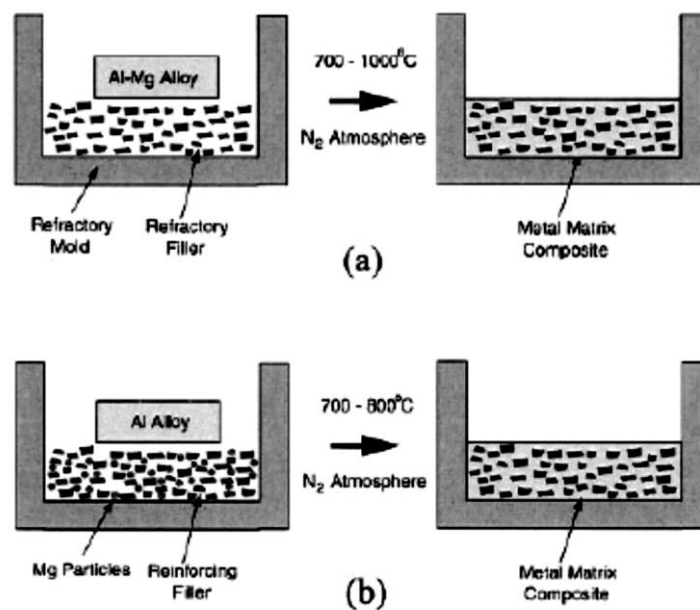 Al-Mg Alloy
700 - 1000°C
N2 Atmosphere
Refractory
Mold
Refractory
Filler
Metal Matrix
Composite
(a)
Al Alloy
700 - 800°C
N2 Atmosphere
Mg Particles
Reinforcing
Filler
Metal Matrix
Composite
(b)